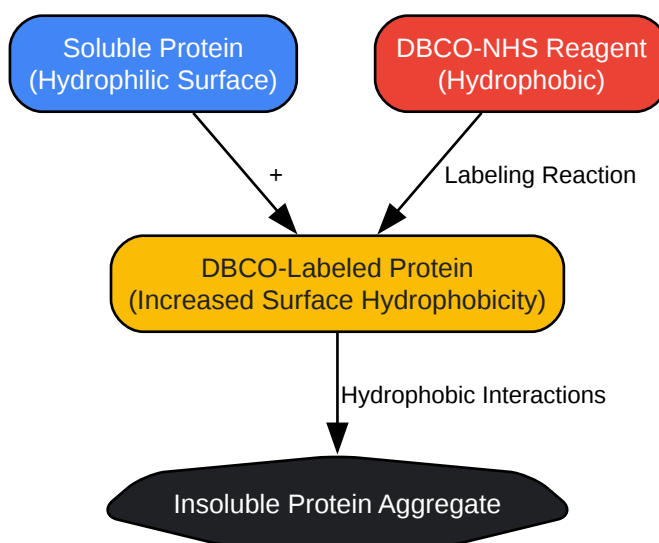 Soluble Protein
(Hydrophilic Surface)
DBCO-NHS Reagent
(Hydrophobic)
+
Labeling Reaction
DBCO-Labeled Protein
(Increased Surface Hydrophobicity)
Hydrophobic Interactions
Insoluble Protein Aggregate